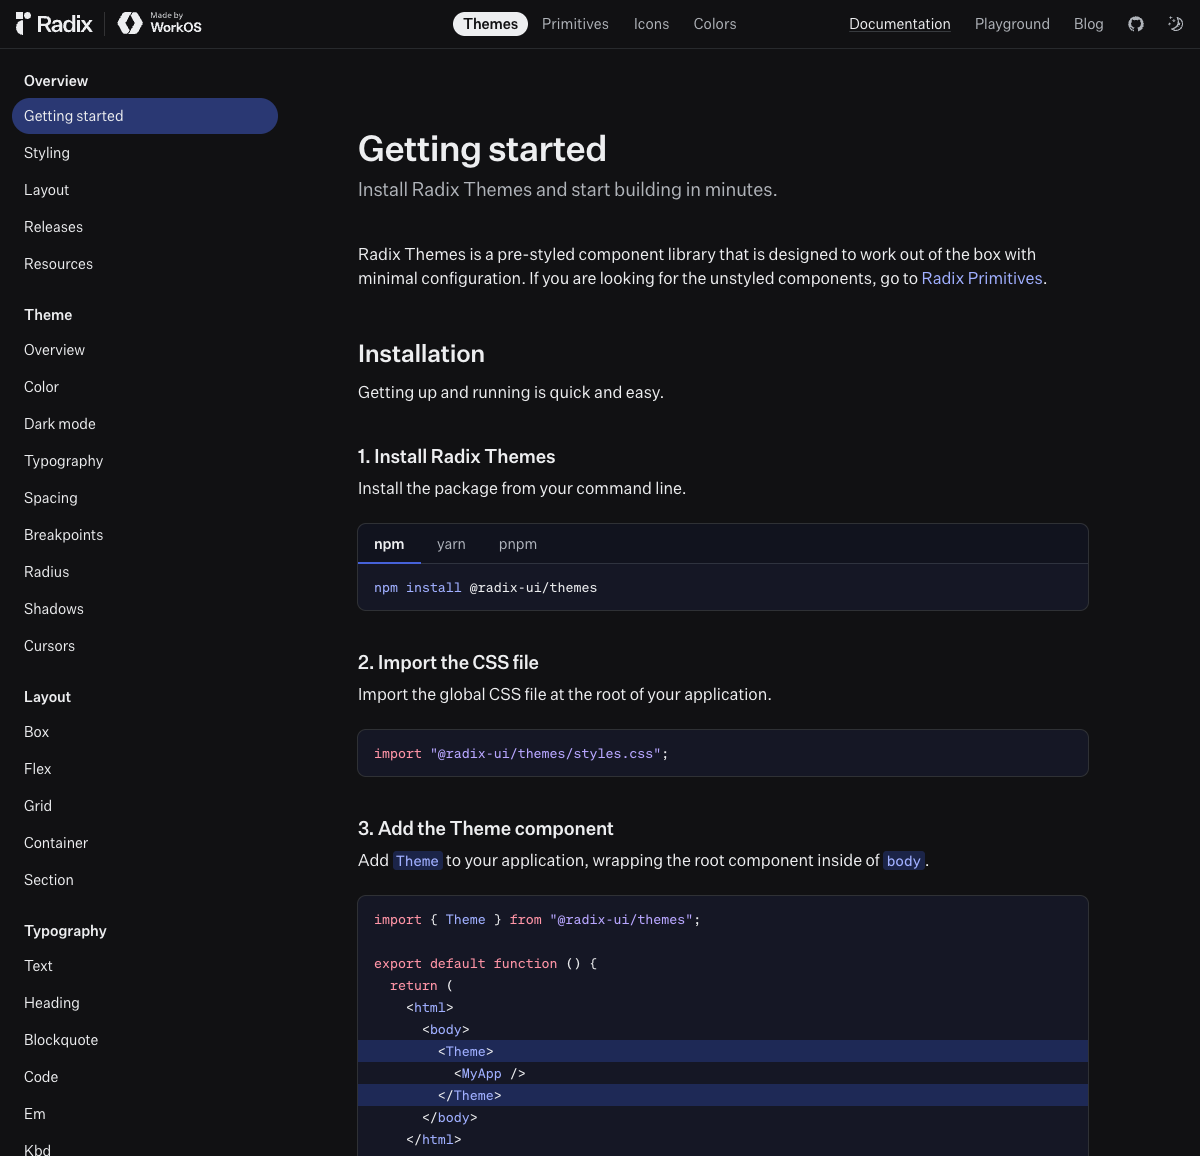 Radix
Made by
WorkOS
Themes
Primitives
Icons
Colors
Documentation
Playground
Blog
Overview
Getting started
Styling
Layout
Releases
Resources
Theme
Overview
Color
Dark mode
Typography
Spacing
Breakpoints
Radius
Shadows
Cursors
Layout
Box
Flex
Grid
Container
Section
Typography
Text
Heading
Blockquote
Code
Em
Kbd
Getting started
Install Radix Themes and start building in minutes.
Radix Themes is a pre-styled component library that is designed to work out of the box with
minimal configuration. If you are looking for the unstyled components, go to Radix Primitives.
Installation
Getting up and running is quick and easy.
1. Install Radix Themes
Install the package from your command line.
npm yarn pnpm
npm install @radix-ui/themes
2. Import the CSS file
Import the global CSS file at the root of your application.
import "@radix-ui/themes/styles.css";
3. Add the Theme component
Add Theme to your application, wrapping the root component inside of body.
import { Theme } from "@radix-ui/themes";
export default function () {
return (
<html>
<body>
<Theme>
<MyApp />
</Theme>
</body>
</html>